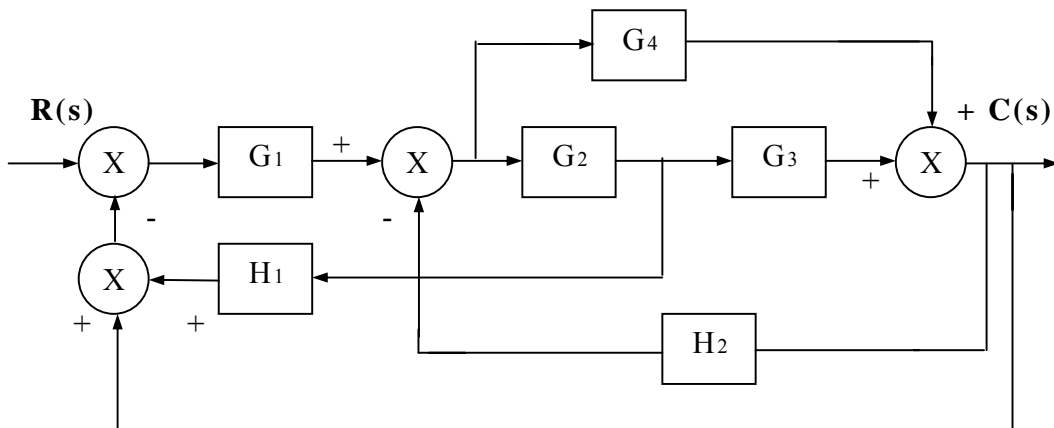 G4
R(s)
+ C(s)
X
G1
+
X
G2
G3
+
X
-
-
X
H1
+
+
H2